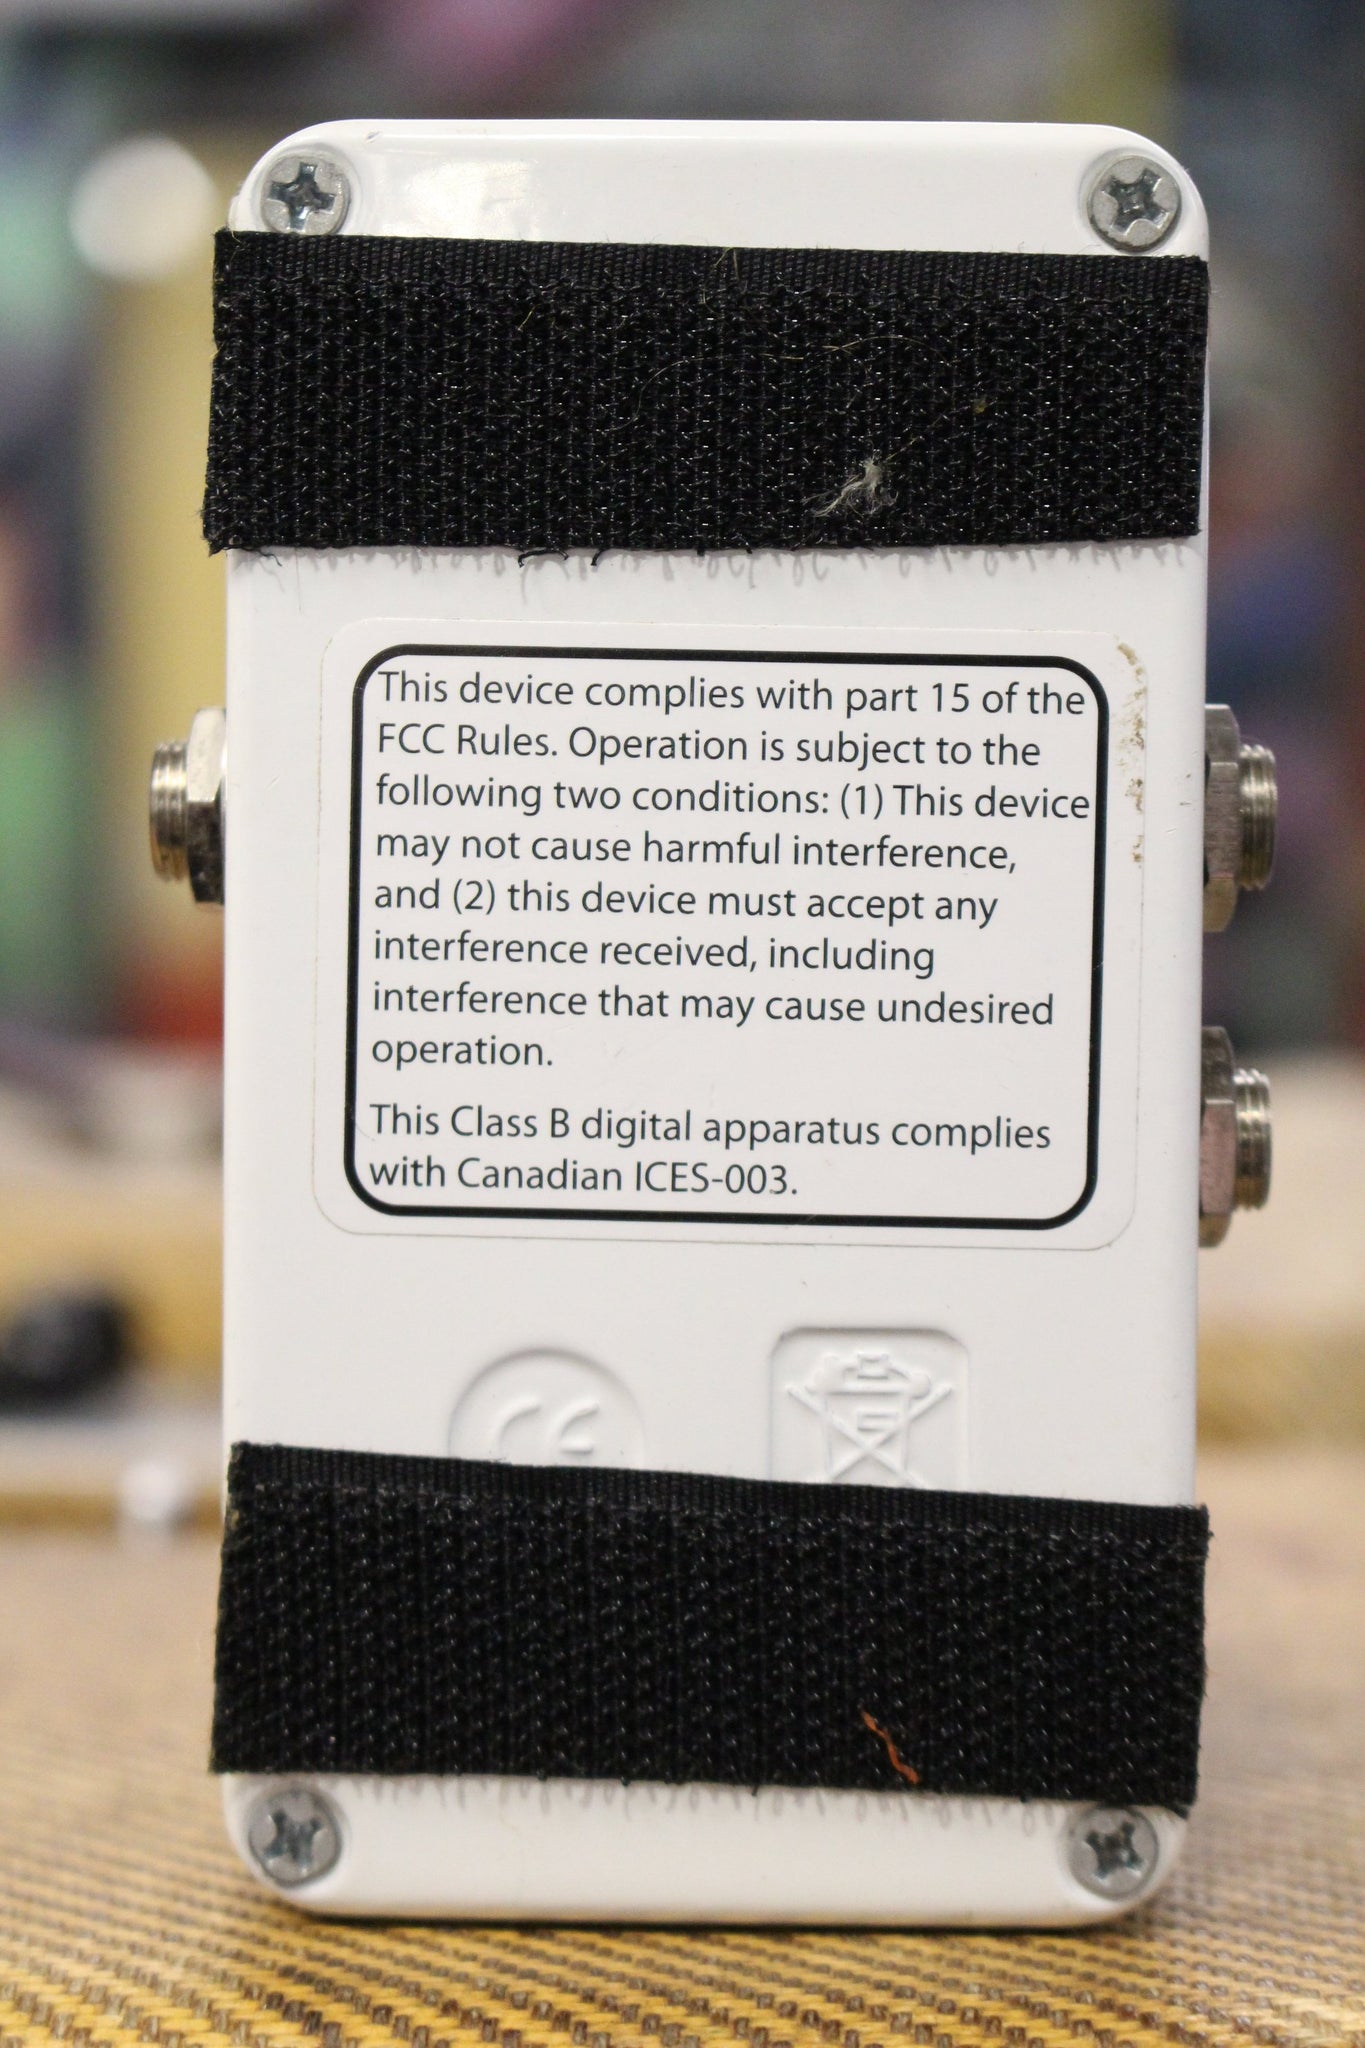 This device complies with part 15 of the
FCC Rules. Operation is subject to the
following two conditions: (1) This device
may not cause harmful interference,
and (2) this device must accept any
interference received, including
interference that may cause undesired
operation.
This Class B digital apparatus complies
with Canadian ICES-003.
CE